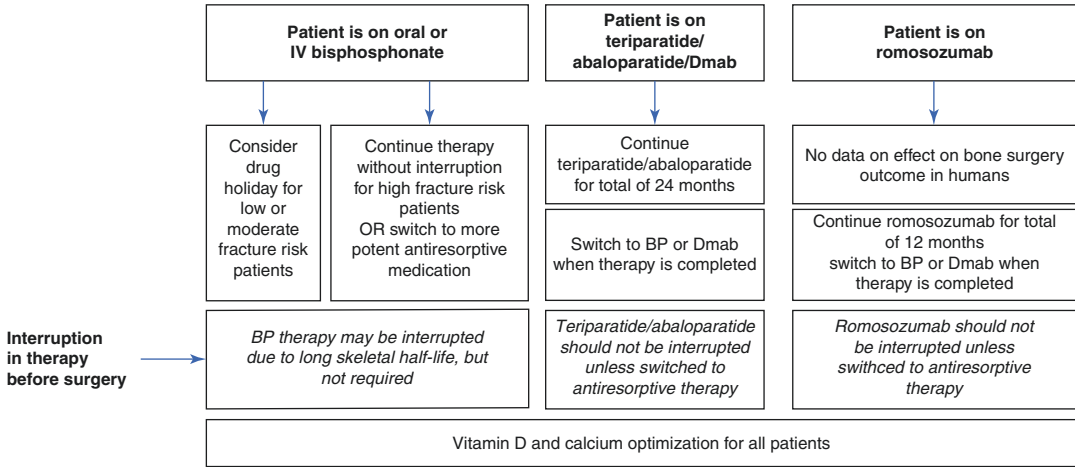 Patient is on oral or
IV bisphosphonate
Patient is on
teriparatide/
abaloparatide/Dmab
Patient is on
romosozumab
Consider
drug
holiday for
low or
moderate
fracture risk
patients
Continue therapy
without interruption
for high fracture risk
patients
OR switch to more
potent antiresorptive
medication
Continue
teriparatide/abaloparatide
for total of 24 months
Switch to BP or Dmab
when therapy is completed
No data on effect on bone surgery
outcome in humans
Continue romosozumab for total
of 12 months
switch to BP or Dmab when
therapy is completed
Interruption
in therapy
before surgery
BP therapy may be interrupted
due to long skeletal half-life, but
not required
Teriparatide/abaloparatide
should not be interrupted
unless switched to
antiresorptive therapy
Romosozumab should not
be interrupted unless
swithced to antiresorptive
therapy
Vitamin D and calcium optimization for all patients